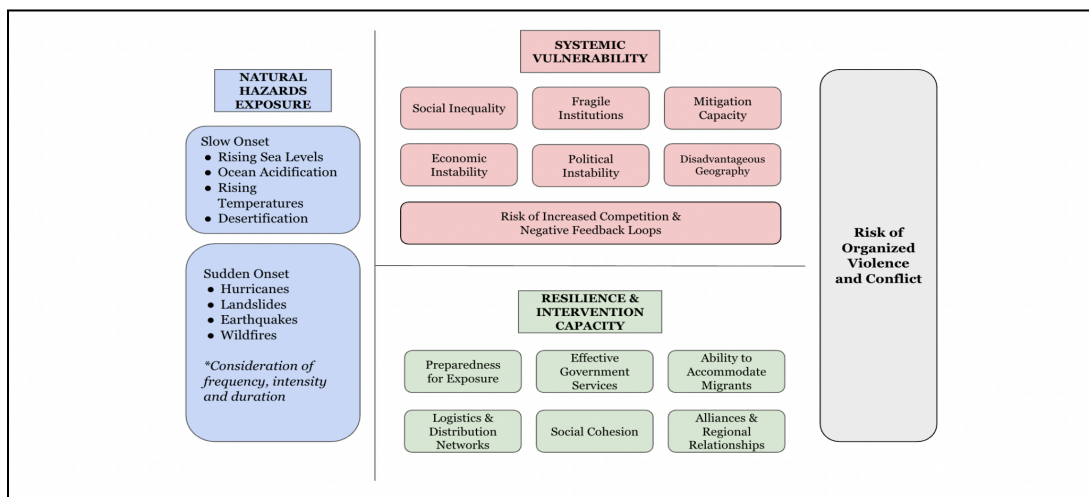 NATURAL
HAZARDS
EXPOSURE
Slow Onset
● Rising Sea Levels
● Ocean Acidification
● Rising
Temperatures
● Desertification
Sudden Onset
● Hurricanes
● Landslides
● Earthquakes
● Wildfires
*Consideration of
frequency, intensity
and duration
SYSTEMIC
VULNERABILITY
Social Inequality
Fragile
Institutions
Mitigation
Capacity
Economic
Instability
Political
Instability
Disadvantageous
Geography
Risk of Increased Competition &
Negative Feedback Loops
RESILIENCE &
INTERVENTION
CAPACITY
Preparedness
for Exposure
Effective
Government
Services
Ability to
Accommodate
Migrants
Logistics &
Distribution
Networks
Social Cohesion
Alliances &
Regional
Relationships
Risk of
Organized
Violence
and Conflict